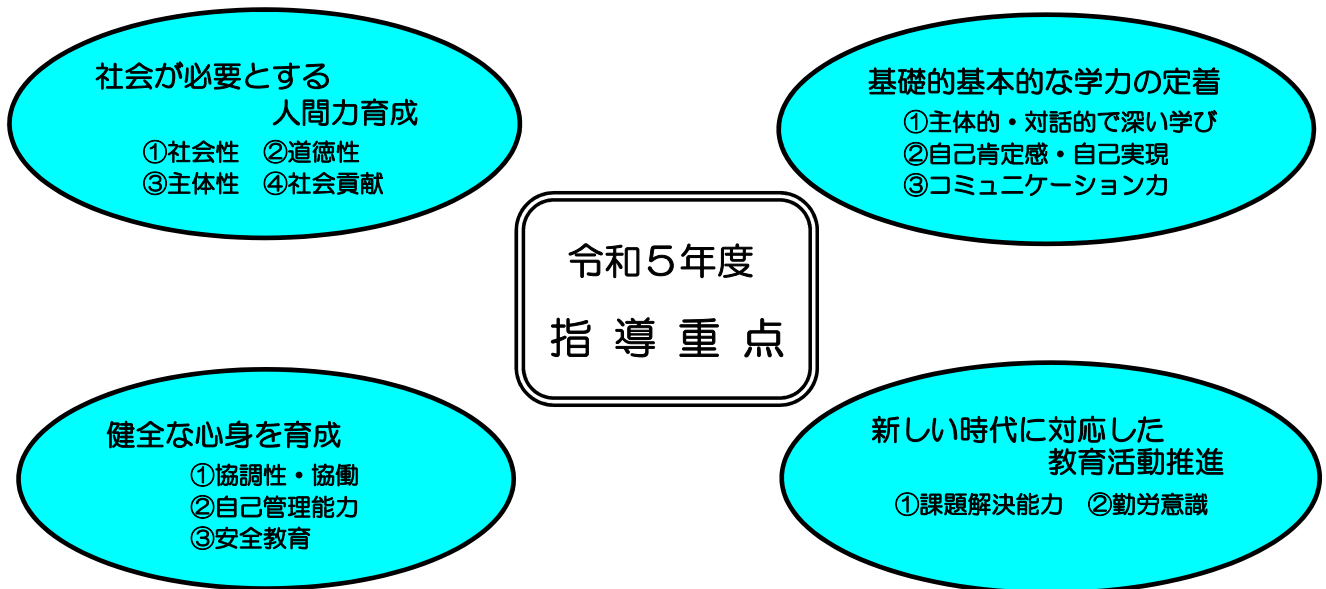 社会が必要とする
人間力育成
①社会性　②道徳性
③主体性　④社会貢献
基礎的基本的な学力の定着
①主体的・対話的で深い学び
②自己肯定感・自己実現
③コミュニケーション力
令和５年度
指 導 重 点
健全な心身を育成
①協調性・協働
②自己管理能力
③安全教育
新しい時代に対応した
教育活動推進
①課題解決能力　②勤労意識